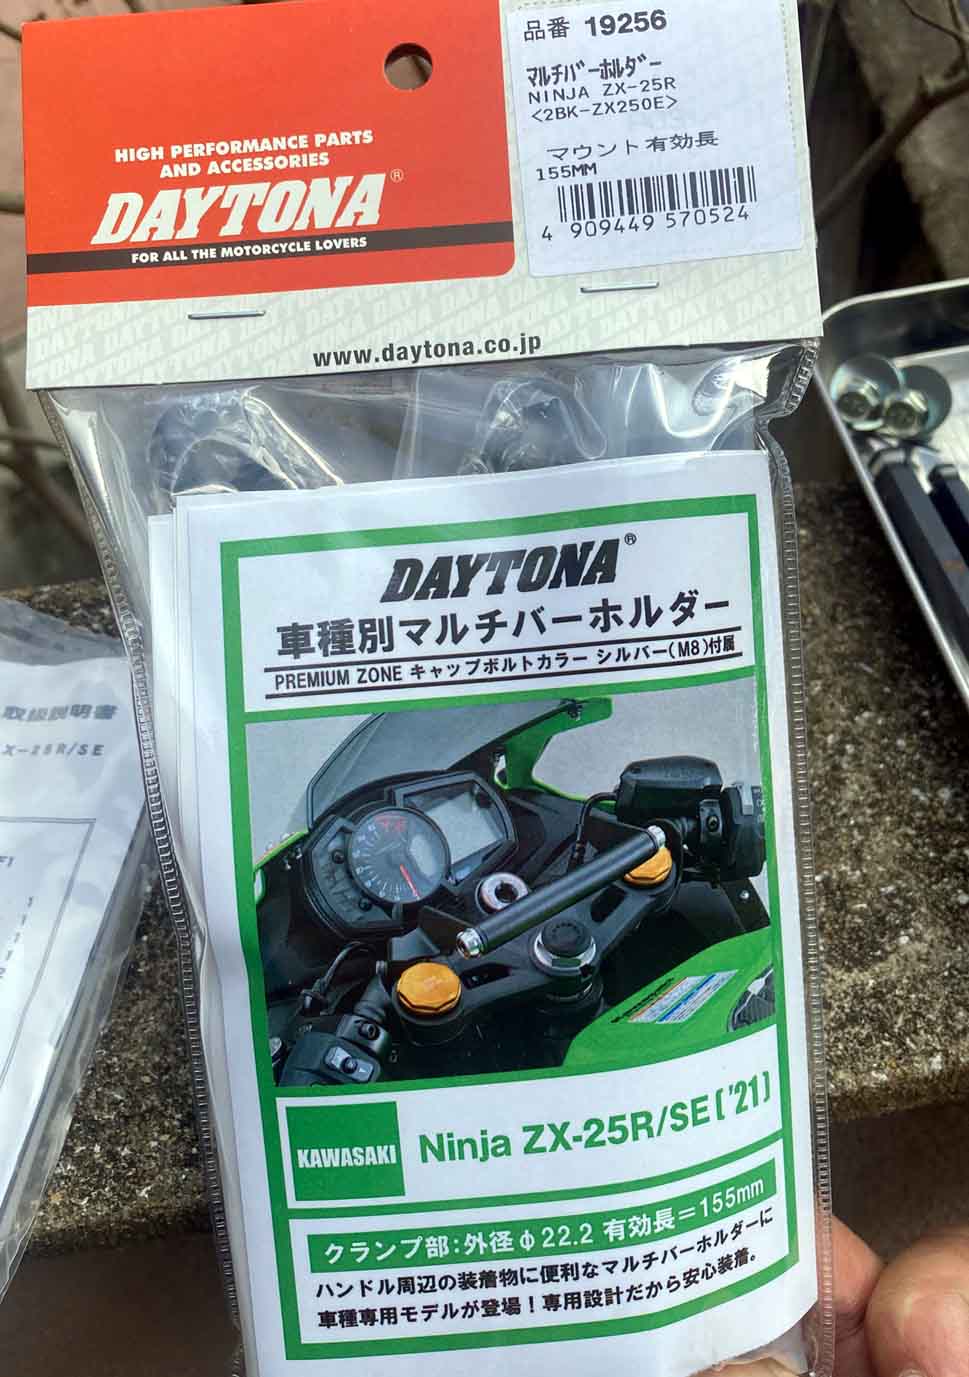 品番 19256
マルチバーホルダー
NINJA ZX-25R
<2BK-ZX250E>
マウント有効長
155MM
4 909449 570524
HIGH PERFORMANCE PARTS
AND ACCESSORIES
DAYTONA®
FOR ALL THE MOTORCYCLE LOVERS
www.daytona.co.jp
DAYTONA®
車種別マルチバーホルダー
PREMIUM ZONE キャップボルトカラー シルバー(M8)付属
KAWASAKI
Ninja ZX-25R/SE['21]
クランプ部:外径φ22.2 有効長=155mm
ハンドル周辺の装着物に便利なマルチバーホルダーに
車種専用モデルが登場!専用設計だから安心装着。
取扱説明書
X-25R/SE